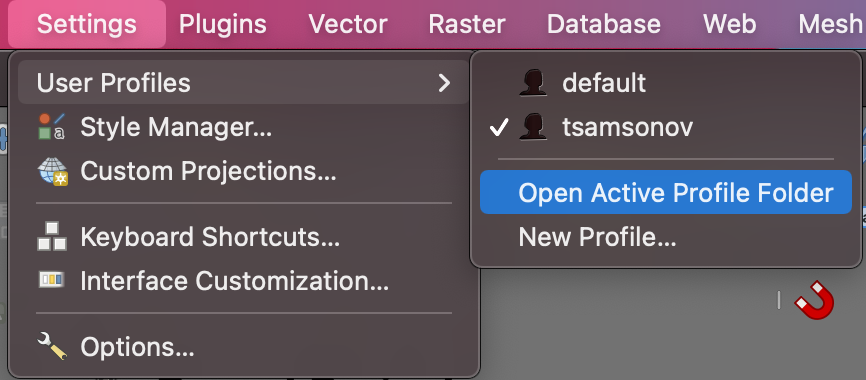 Settings Plugins Vector Raster Database Web Mesh
User Profiles
Style Manager...
Custom Projections...
Keyboard Shortcuts...
Interface Customization...
Options...
default
tsamsonov
Open Active Profile Folder
New Profile...